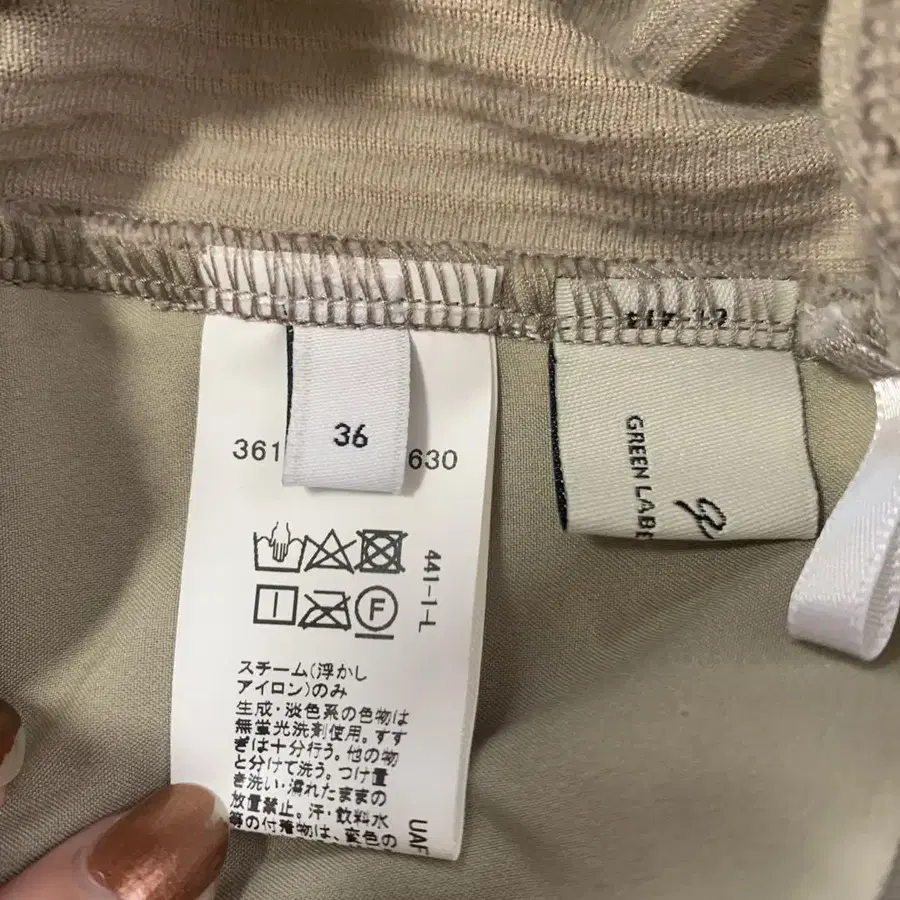 36
361
630
441-1-L
F
スチーム(浮かし
アイロン)のみ
生成・淡色系の色物は
無蛍光洗剤使用。すす
ぎは十分行う。他の物
と分けて洗う。つけ置
き洗い・濡れたままの
放置禁止。汗・飲料水
等の付着物は、変色の
UAF
GREEN LABE